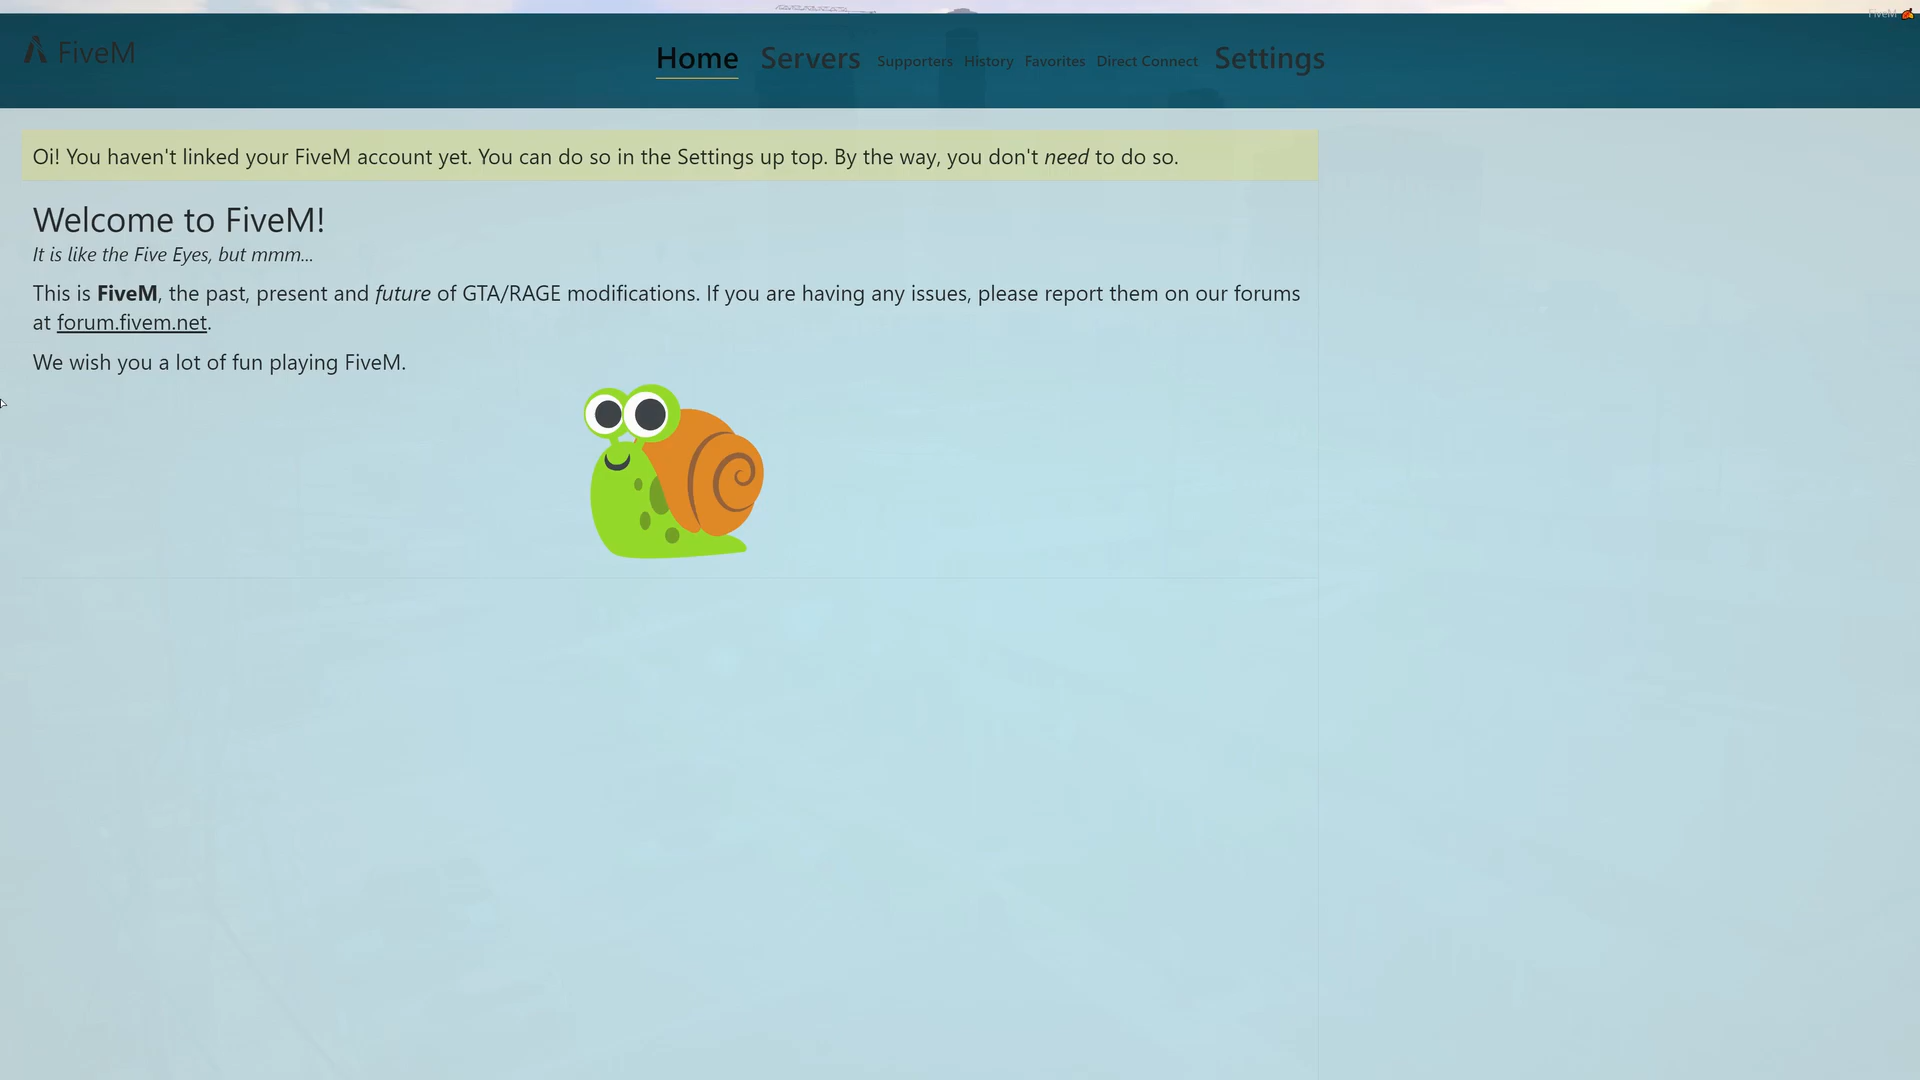 FiveM
FiveM
Home Servers Supporters History Favorites Direct Connect Settings
Oi! You haven't linked your FiveM account yet. You can do so in the Settings up top. By the way, you don't need to do so.
Welcome to FiveM!
It is like the Five Eyes, but mmm...
This is FiveM, the past, present and future of GTA/RAGE modifications. If you are having any issues, please report them on our forums
at forum.fivem.net.
We wish you a lot of fun playing FiveM.